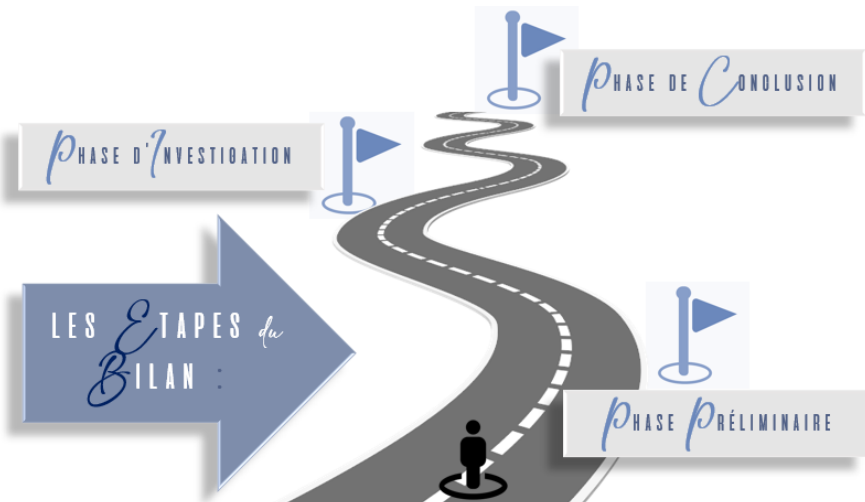 Phase de Conclusion
Phase d'Investigation
LES ETAPES du
BILAN :
Phase Préliminaire